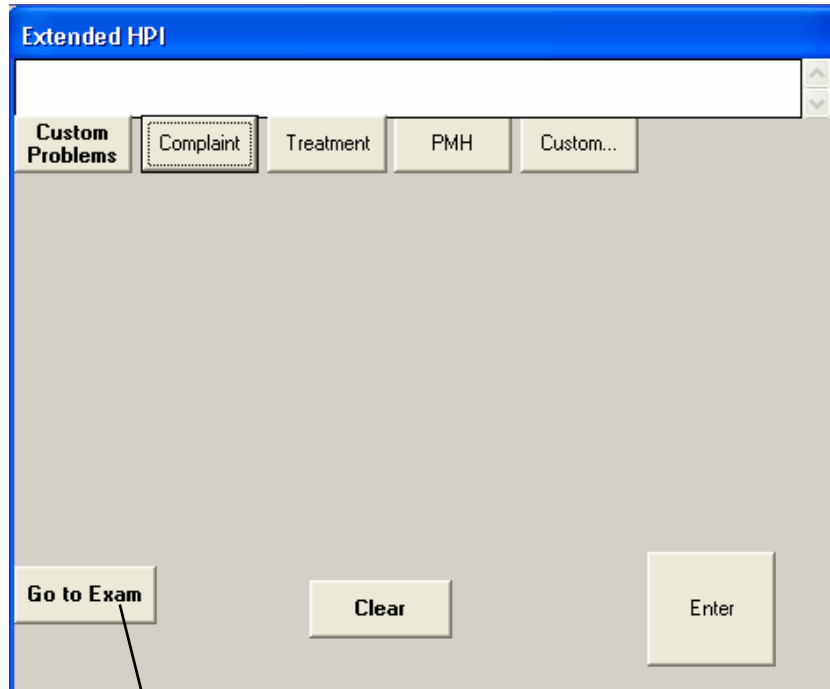 Extended HPI
Custom
Problems
Complaint
Treatment
PMH
Custom...
Go to Exam
Clear
Enter